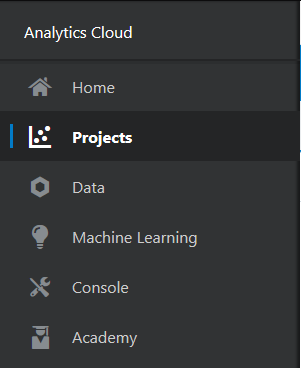 Analytics Cloud
Home
Projects
Data
Machine Learning
Console
Academy